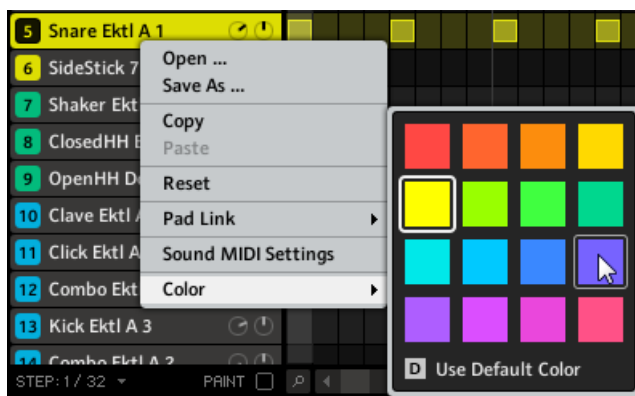 5 Snare Ektl A 1
6 SideStick 7
7 Shaker Ekt
8 ClosedHH E
9 OpenHH D
10 Clave Ektl
11 Click Ektl A
12 Combo Ekt
13 Kick Ektl A 3
14 Combo Ektl A 2
STEP: 1 / 32
PAINT
Open ...
Save As ...
Copy
Paste
Reset
Pad Link
Sound MIDI Settings
Color
D Use Default Color